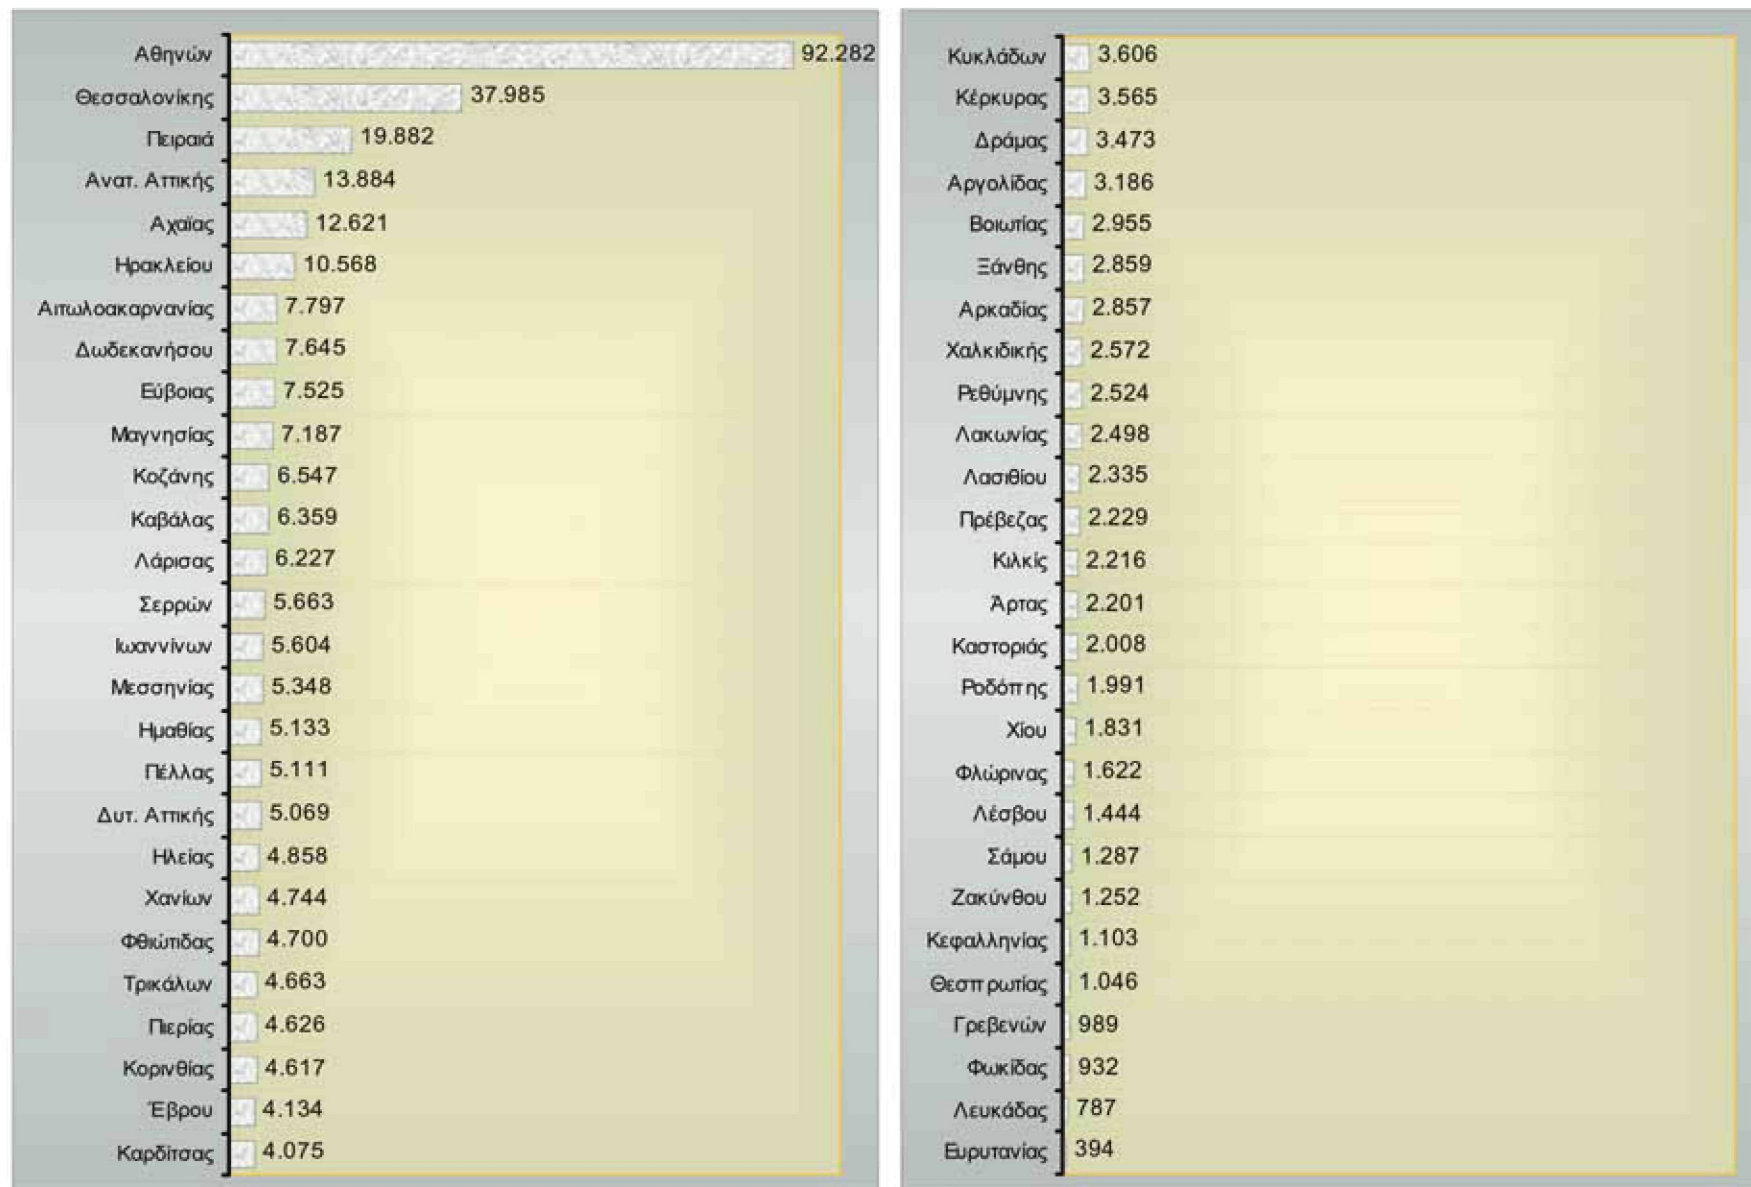 Αθηνών 92.282
Θεσσαλονίκης 37.985
Πειραιά 19.882
Ανατ. Αττικής 13.884
Αχαΐας 12.621
Ηρακλείου 10.568
Αιτωλοακαρνανίας 7.797
Δωδεκανήσου 7.645
Εύβοιας 7.525
Μαγνησίας 7.187
Κοζάνης 6.547
Καβάλας 6.359
Λάρισας 6.227
Σερρών 5.663
Ιωαννίνων 5.604
Μεσσηνίας 5.348
Ημαθίας 5.133
Πέλλας 5.111
Δυτ. Αττικής 5.069
Ηλείας 4.858
Χανίων 4.744
Φθιώτιδας 4.700
Τρικάλων 4.663
Πιερίας 4.626
Κορινθίας 4.617
Έβρου 4.134
Καρδίτσας 4.075
Κυκλάδων 3.606
Κέρκυρας 3.565
Δράμας 3.473
Αργολίδας 3.186
Βοιωτίας 2.955
Ξάνθης 2.859
Αρκαδίας 2.857
Χαλκιδικής 2.572
Ρεθύμνης 2.524
Λακωνίας 2.498
Λασιθίου 2.335
Πρέβεζας 2.229
Κιλκίς 2.216
Άρτας 2.201
Καστοριάς 2.008
Ροδόπης 1.991
Χίου 1.831
Φλώρινας 1.622
Λέσβου 1.444
Σάμου 1.287
Ζακύνθου 1.252
Κεφαλληνίας 1.103
Θεσπρωτίας 1.046
Γρεβενών 989
Φωκίδας 932
Λευκάδας 787
Ευρυτανίας 394